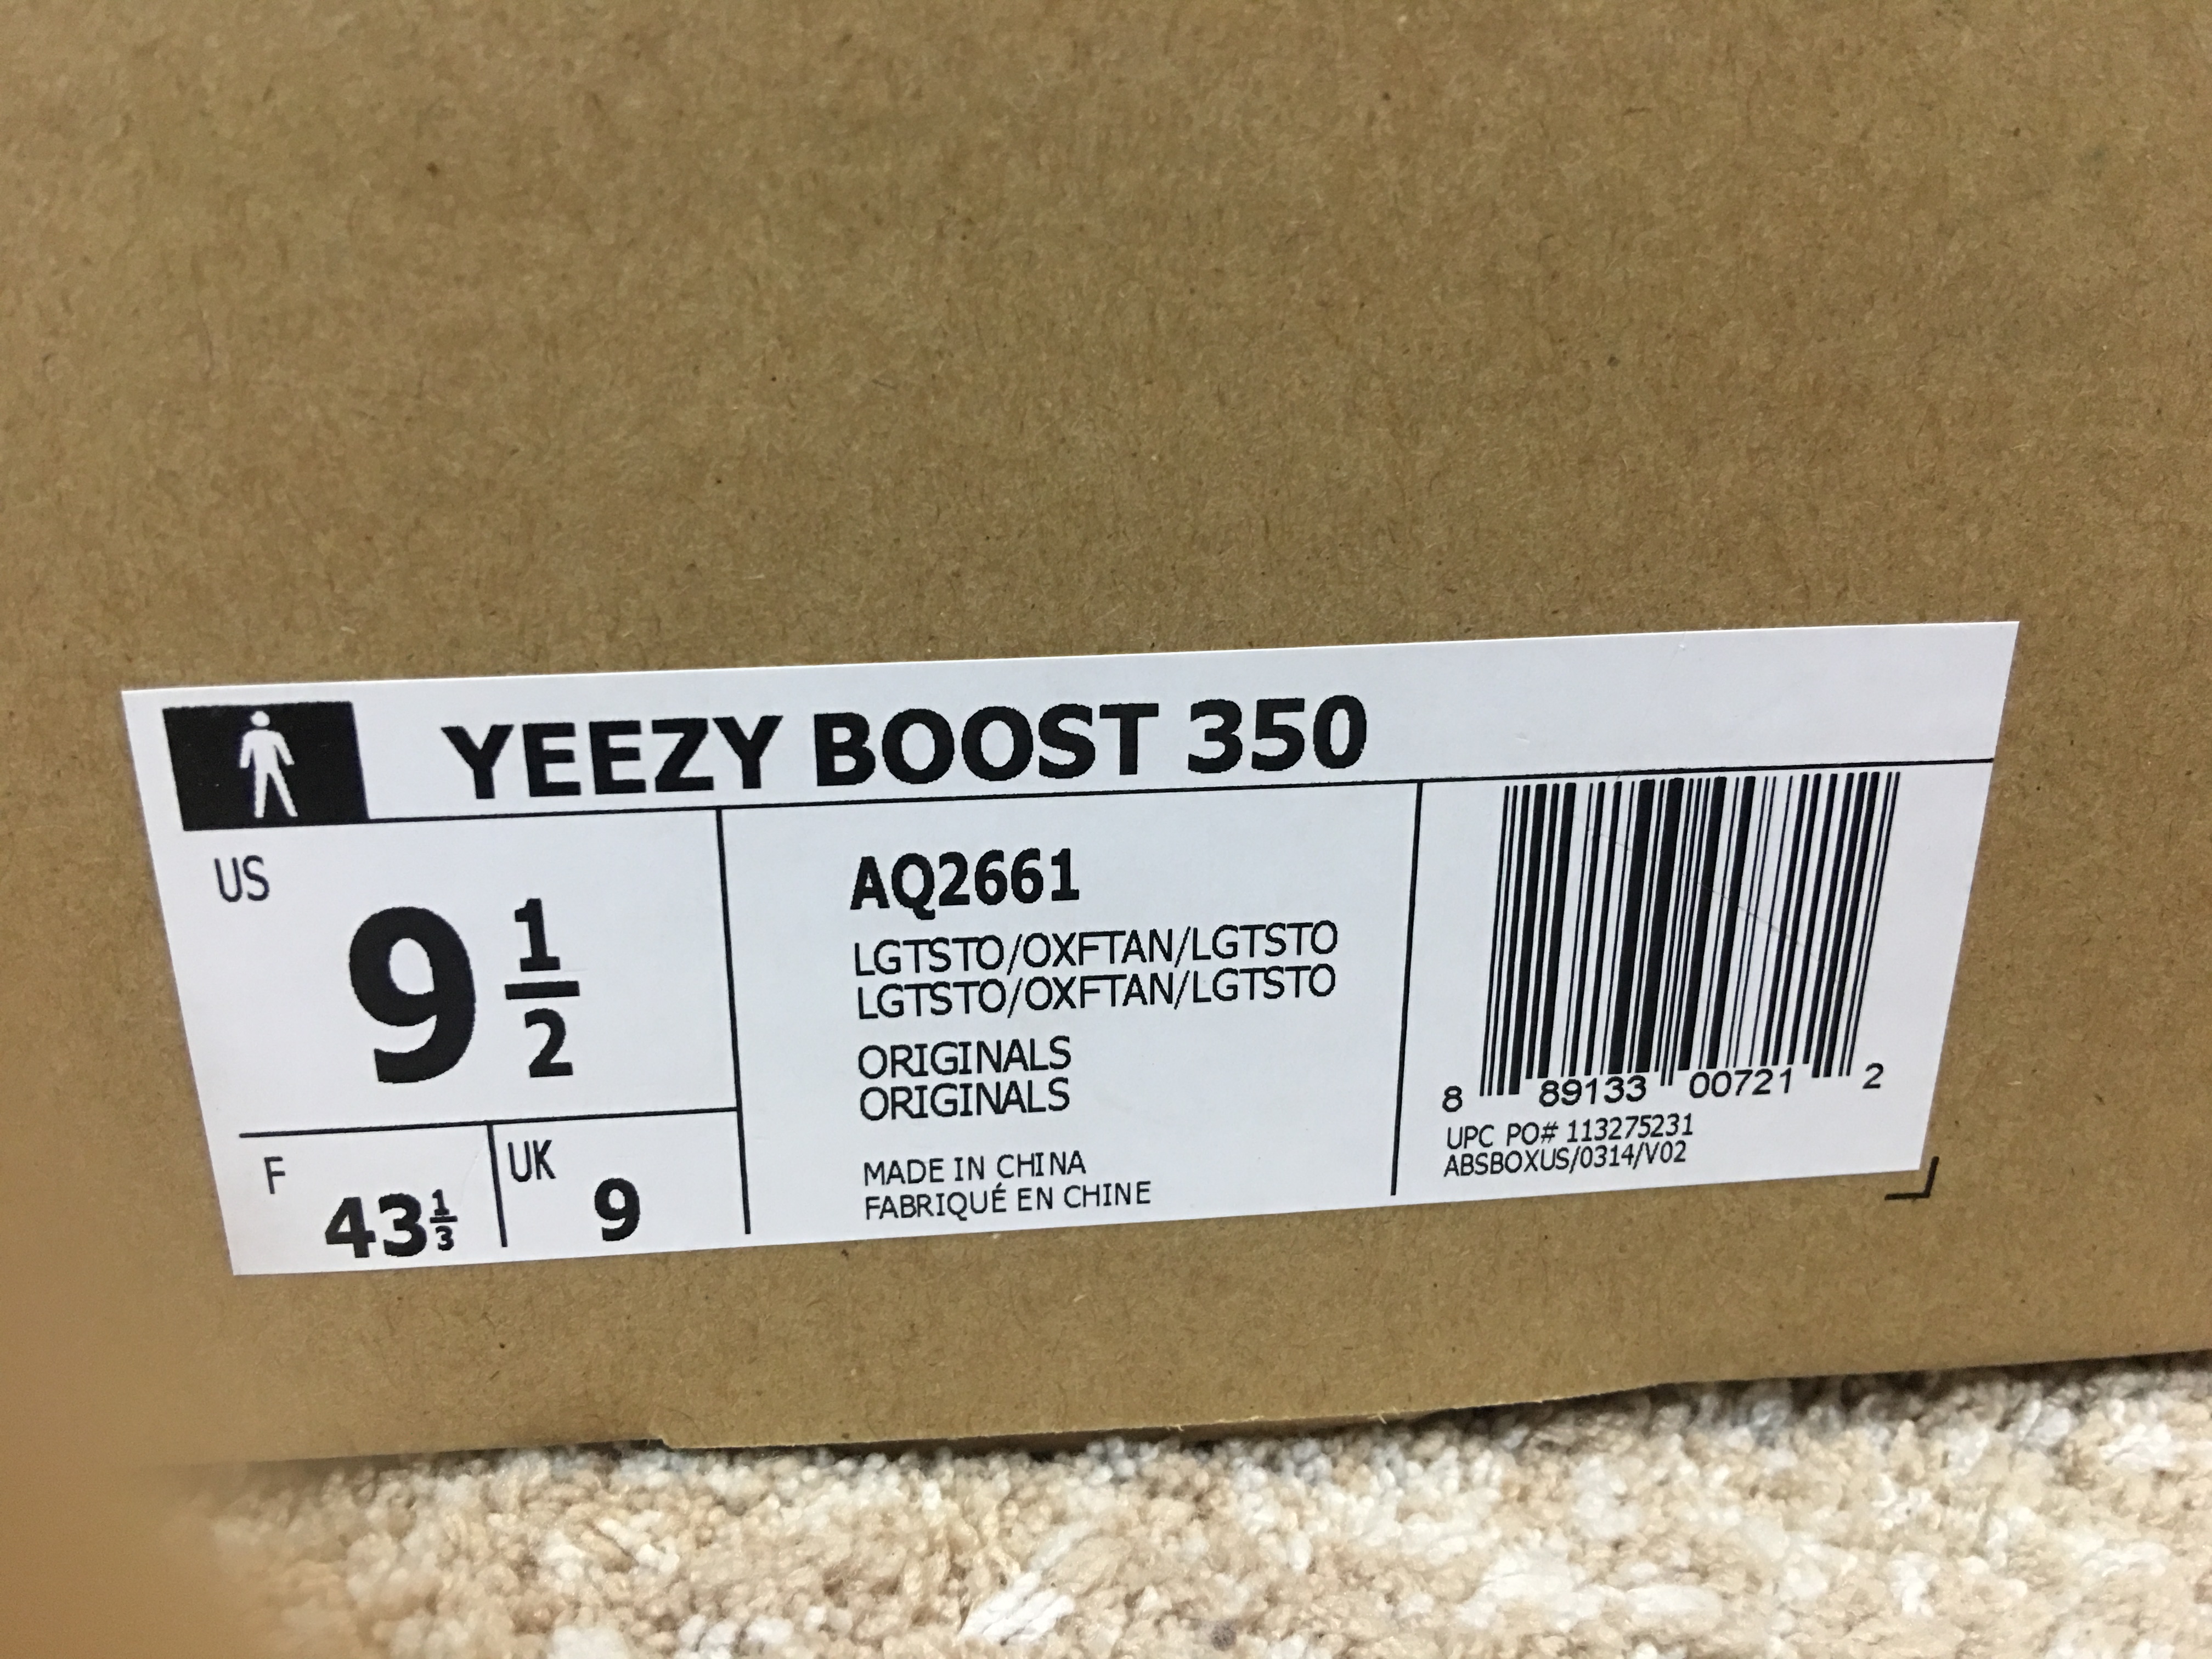 YEEZY BOOST 350
US
9 1/2
F
43 1/3
UK
9
AQ2661
LGTSTO/OXFTAN/LGTSTO
LGTSTO/OXFTAN/LGTSTO
ORIGINALS
ORIGINALS
MADE IN CHINA
FABRIQUÉ EN CHINE
8 89133 00721 2
UPC PO# 113275231
ABSBOXUS/0314/V02